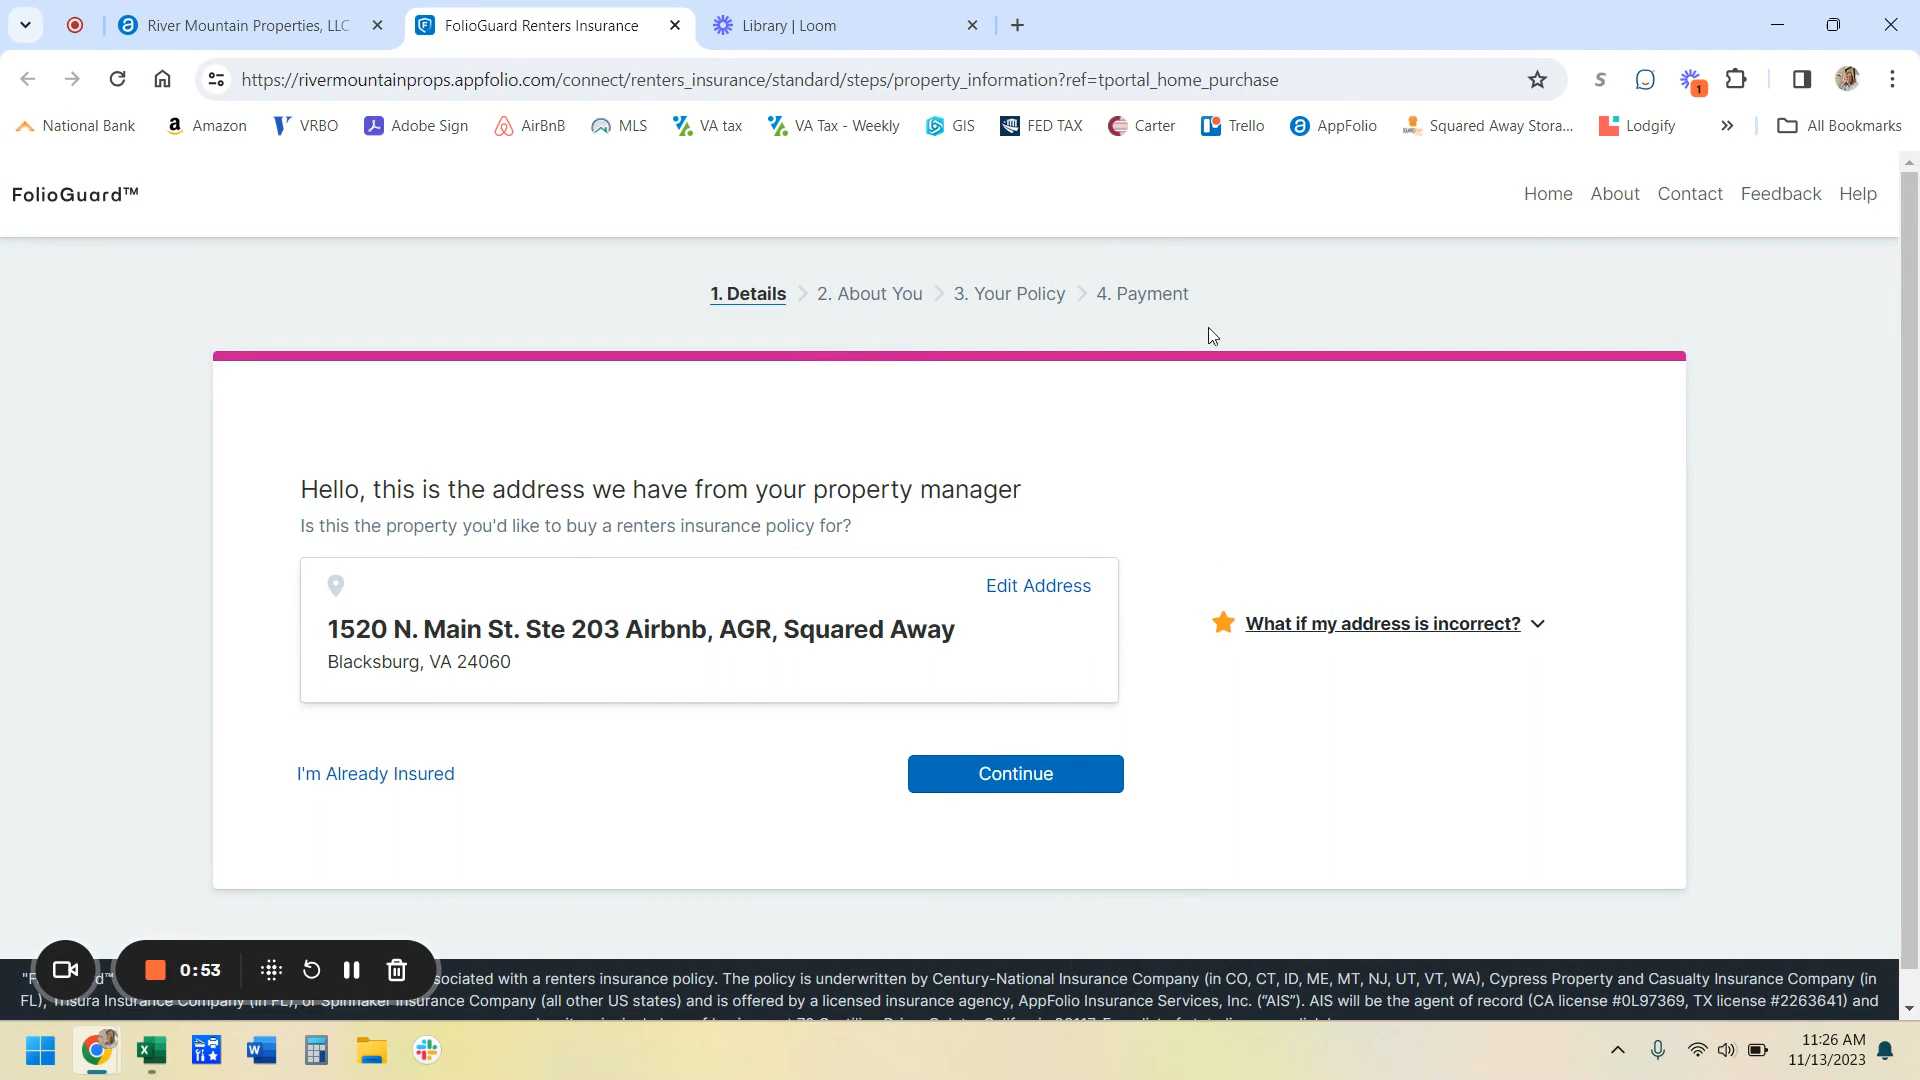 River Mountain Properties, LLC
FolioGuard Renters Insurance
Library | Loom
https://rivermountainprops.appfolio.com/connect/renters_insurance/standard/steps/property_information?ref=tportal_home_purchase
S
1
National Bank
Amazon
VRBO
Adobe Sign
AirBnB
MLS
VA tax
VA Tax - Weekly
GIS
FED TAX
Carter
Trello
AppFolio
Squared Away Stora...
Lodgify
»
All Bookmarks
FolioGuard™
Home
About
Contact
Feedback
Help
1. Details
2. About You
3. Your Policy
4. Payment
Hello, this is the address we have from your property manager
Is this the property you'd like to buy a renters insurance policy for?
Edit Address
1520 N. Main St. Ste 203 Airbnb, AGR, Squared Away
Blacksburg, VA 24060
What if my address is incorrect?
I'm Already Insured
Continue
0:53
sociated with a renters insurance policy. The policy is underwritten by Century-National Insurance Company (in CO, CT, ID, ME, MT, NJ, UT, VT, WA), Cypress Property and Casualty Insurance Company (in
FL), Insurance Company (all other US states) and is offered by a licensed insurance agency, AppFolio Insurance Services, Inc. (“AIS”). AIS will be the agent of record (CA license #0L97369, TX license #2263641) and
11:26 AM
11/13/2023